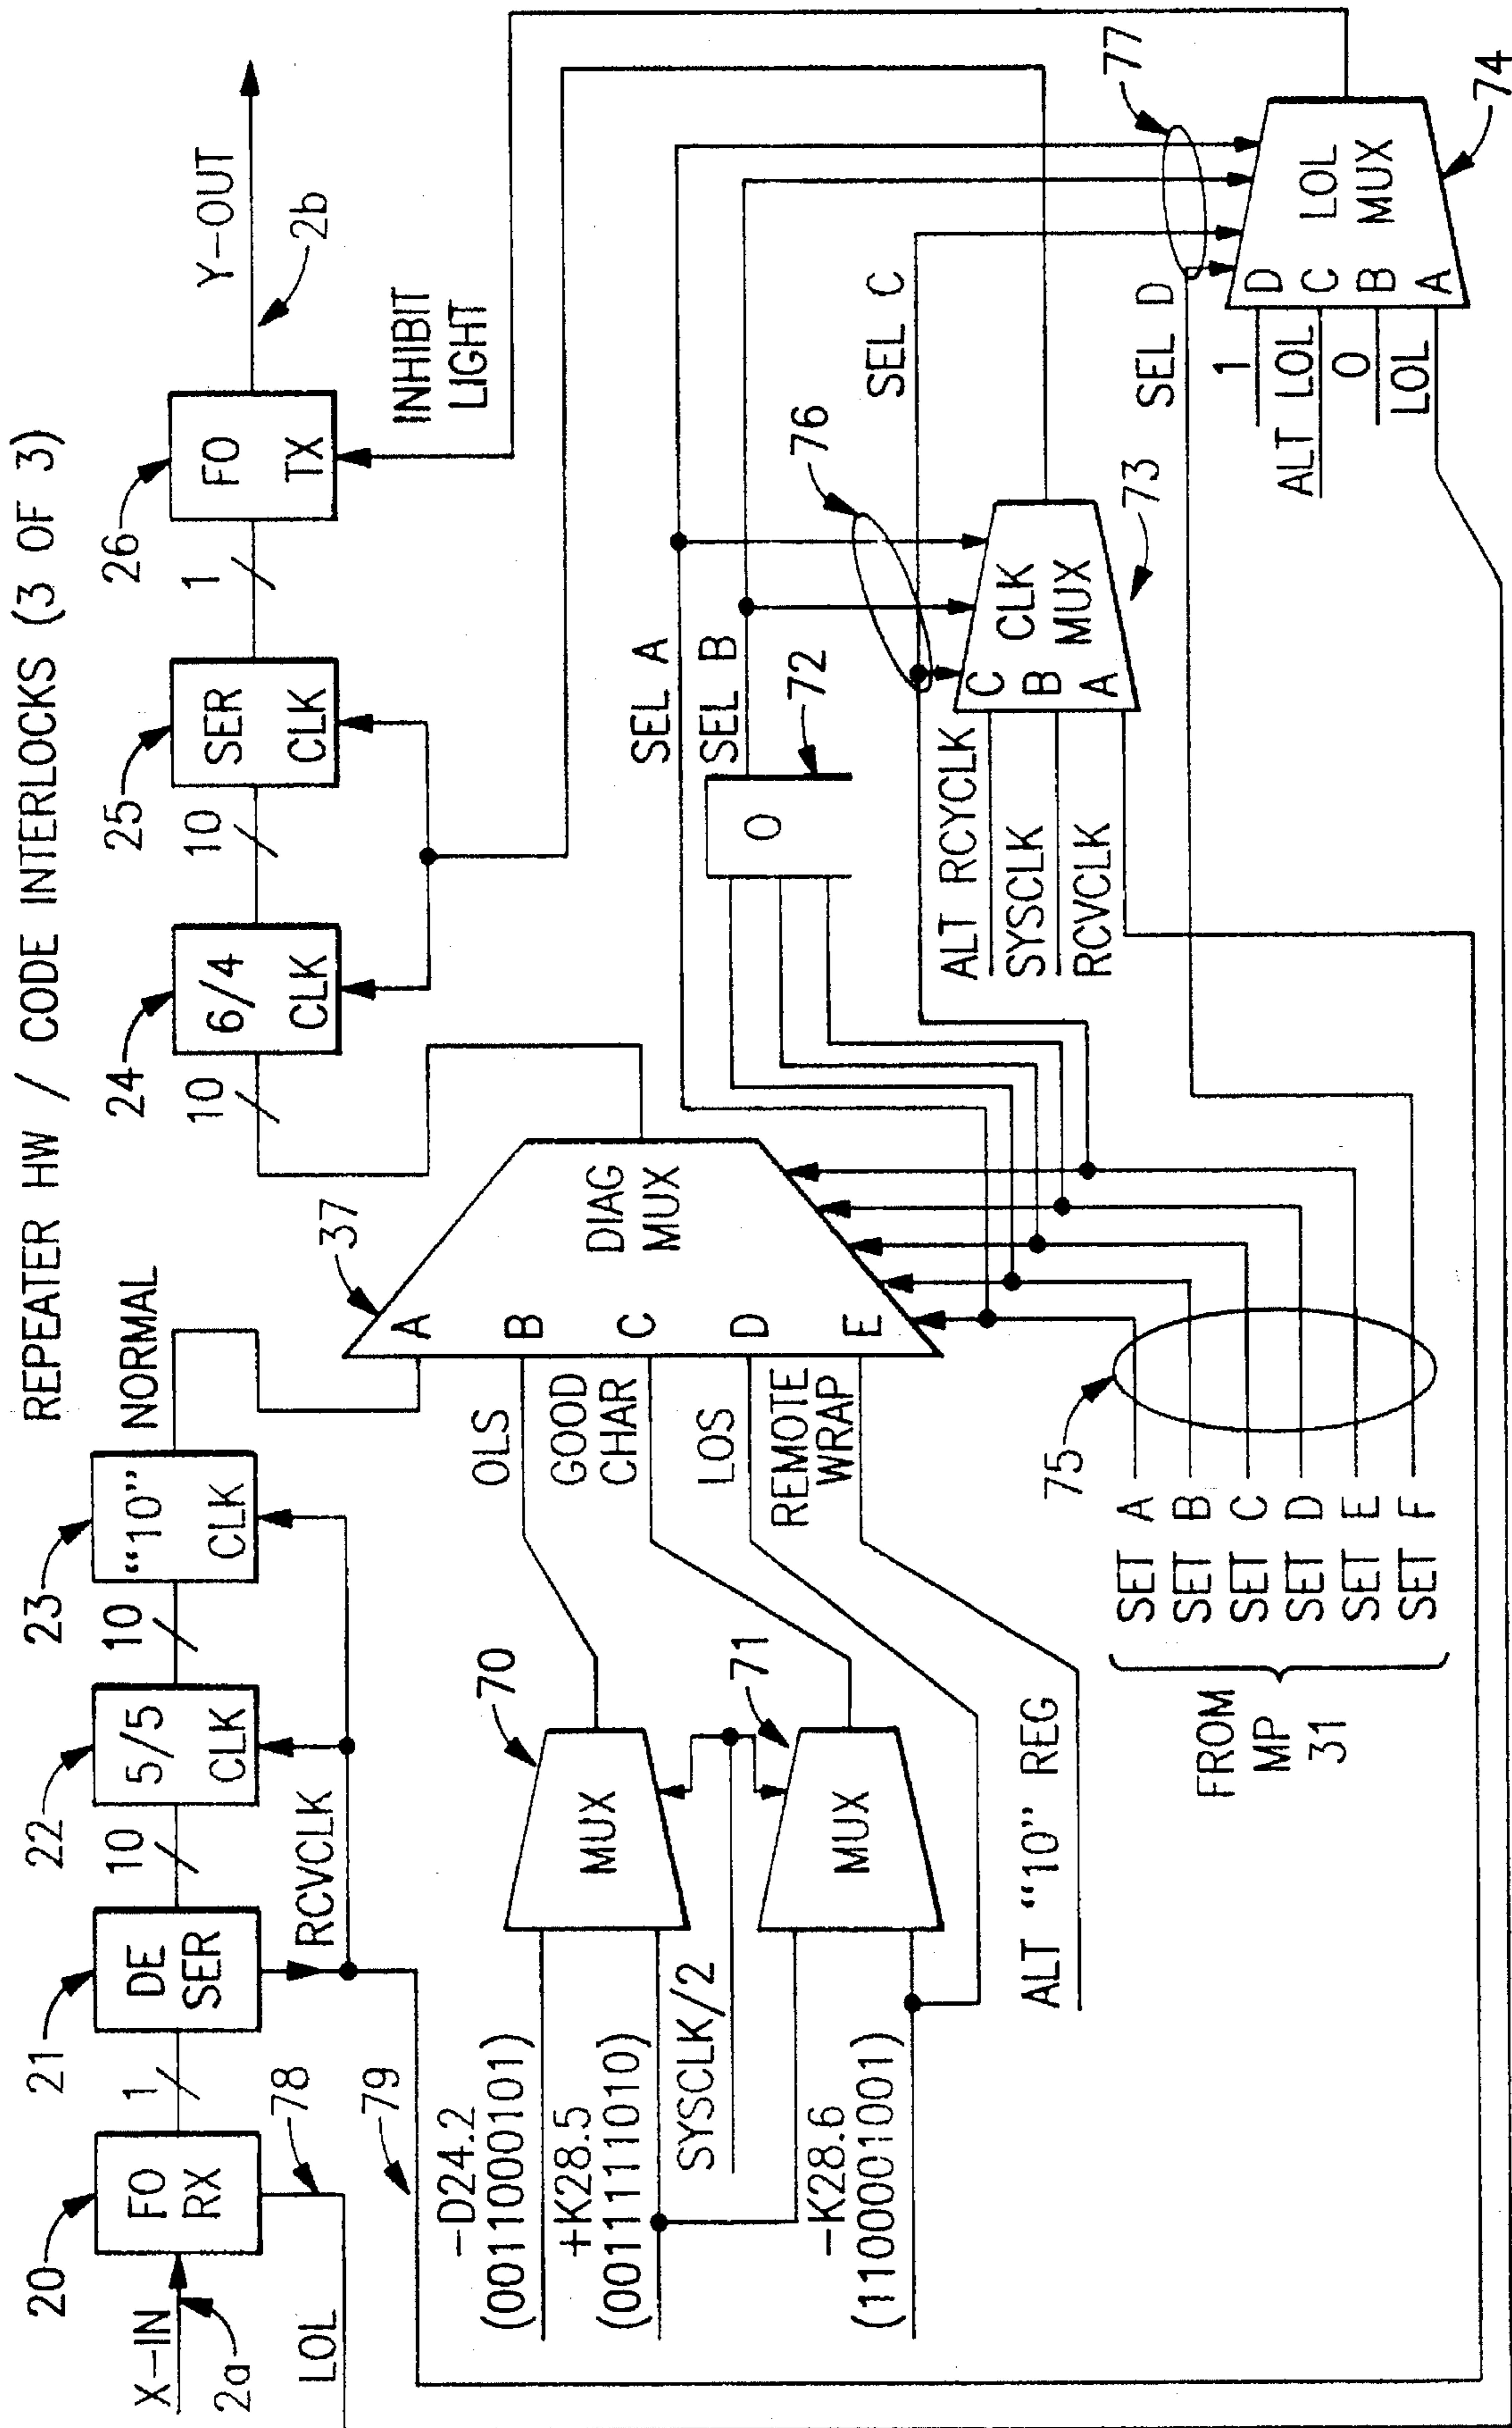 REPEATER HW / CODE INTERLOCKS (3 OF 3)
X-IN
2a
20
FO
RX
1
21
DE
SER
10
22
5/5
CLK
10
23
"10"
CLK
NORMAL
24
6/4
CLK
10
10
25
SER
CLK
1
26
FO
TX
Y-OUT
2b
INHIBIT
LIGHT
LOL
78
79
RCVCLK
37
DIAG
MUX
A
B
C
D
E
OLS
GOOD
CHAR
LOS
REMOTE
WRAP
-D24.2
(0011000101)
+K28.5
(0011111010)
SYSCLK/2
-K28.6
(1100001001)
70
MUX
71
MUX
ALT "10" REG
FROM
MP
31
SET A
SET B
SET C
SET D
SET E
SET F
75
SEL A
SEL B
72
O
SEL C
SEL D
76
77
ALT RCYCLK
SYSCLK
RCVCLK
C
B
A
CLK
MUX
73
1
ALT LOL
0
LOL
D
C
B
A
LOL
MUX
74